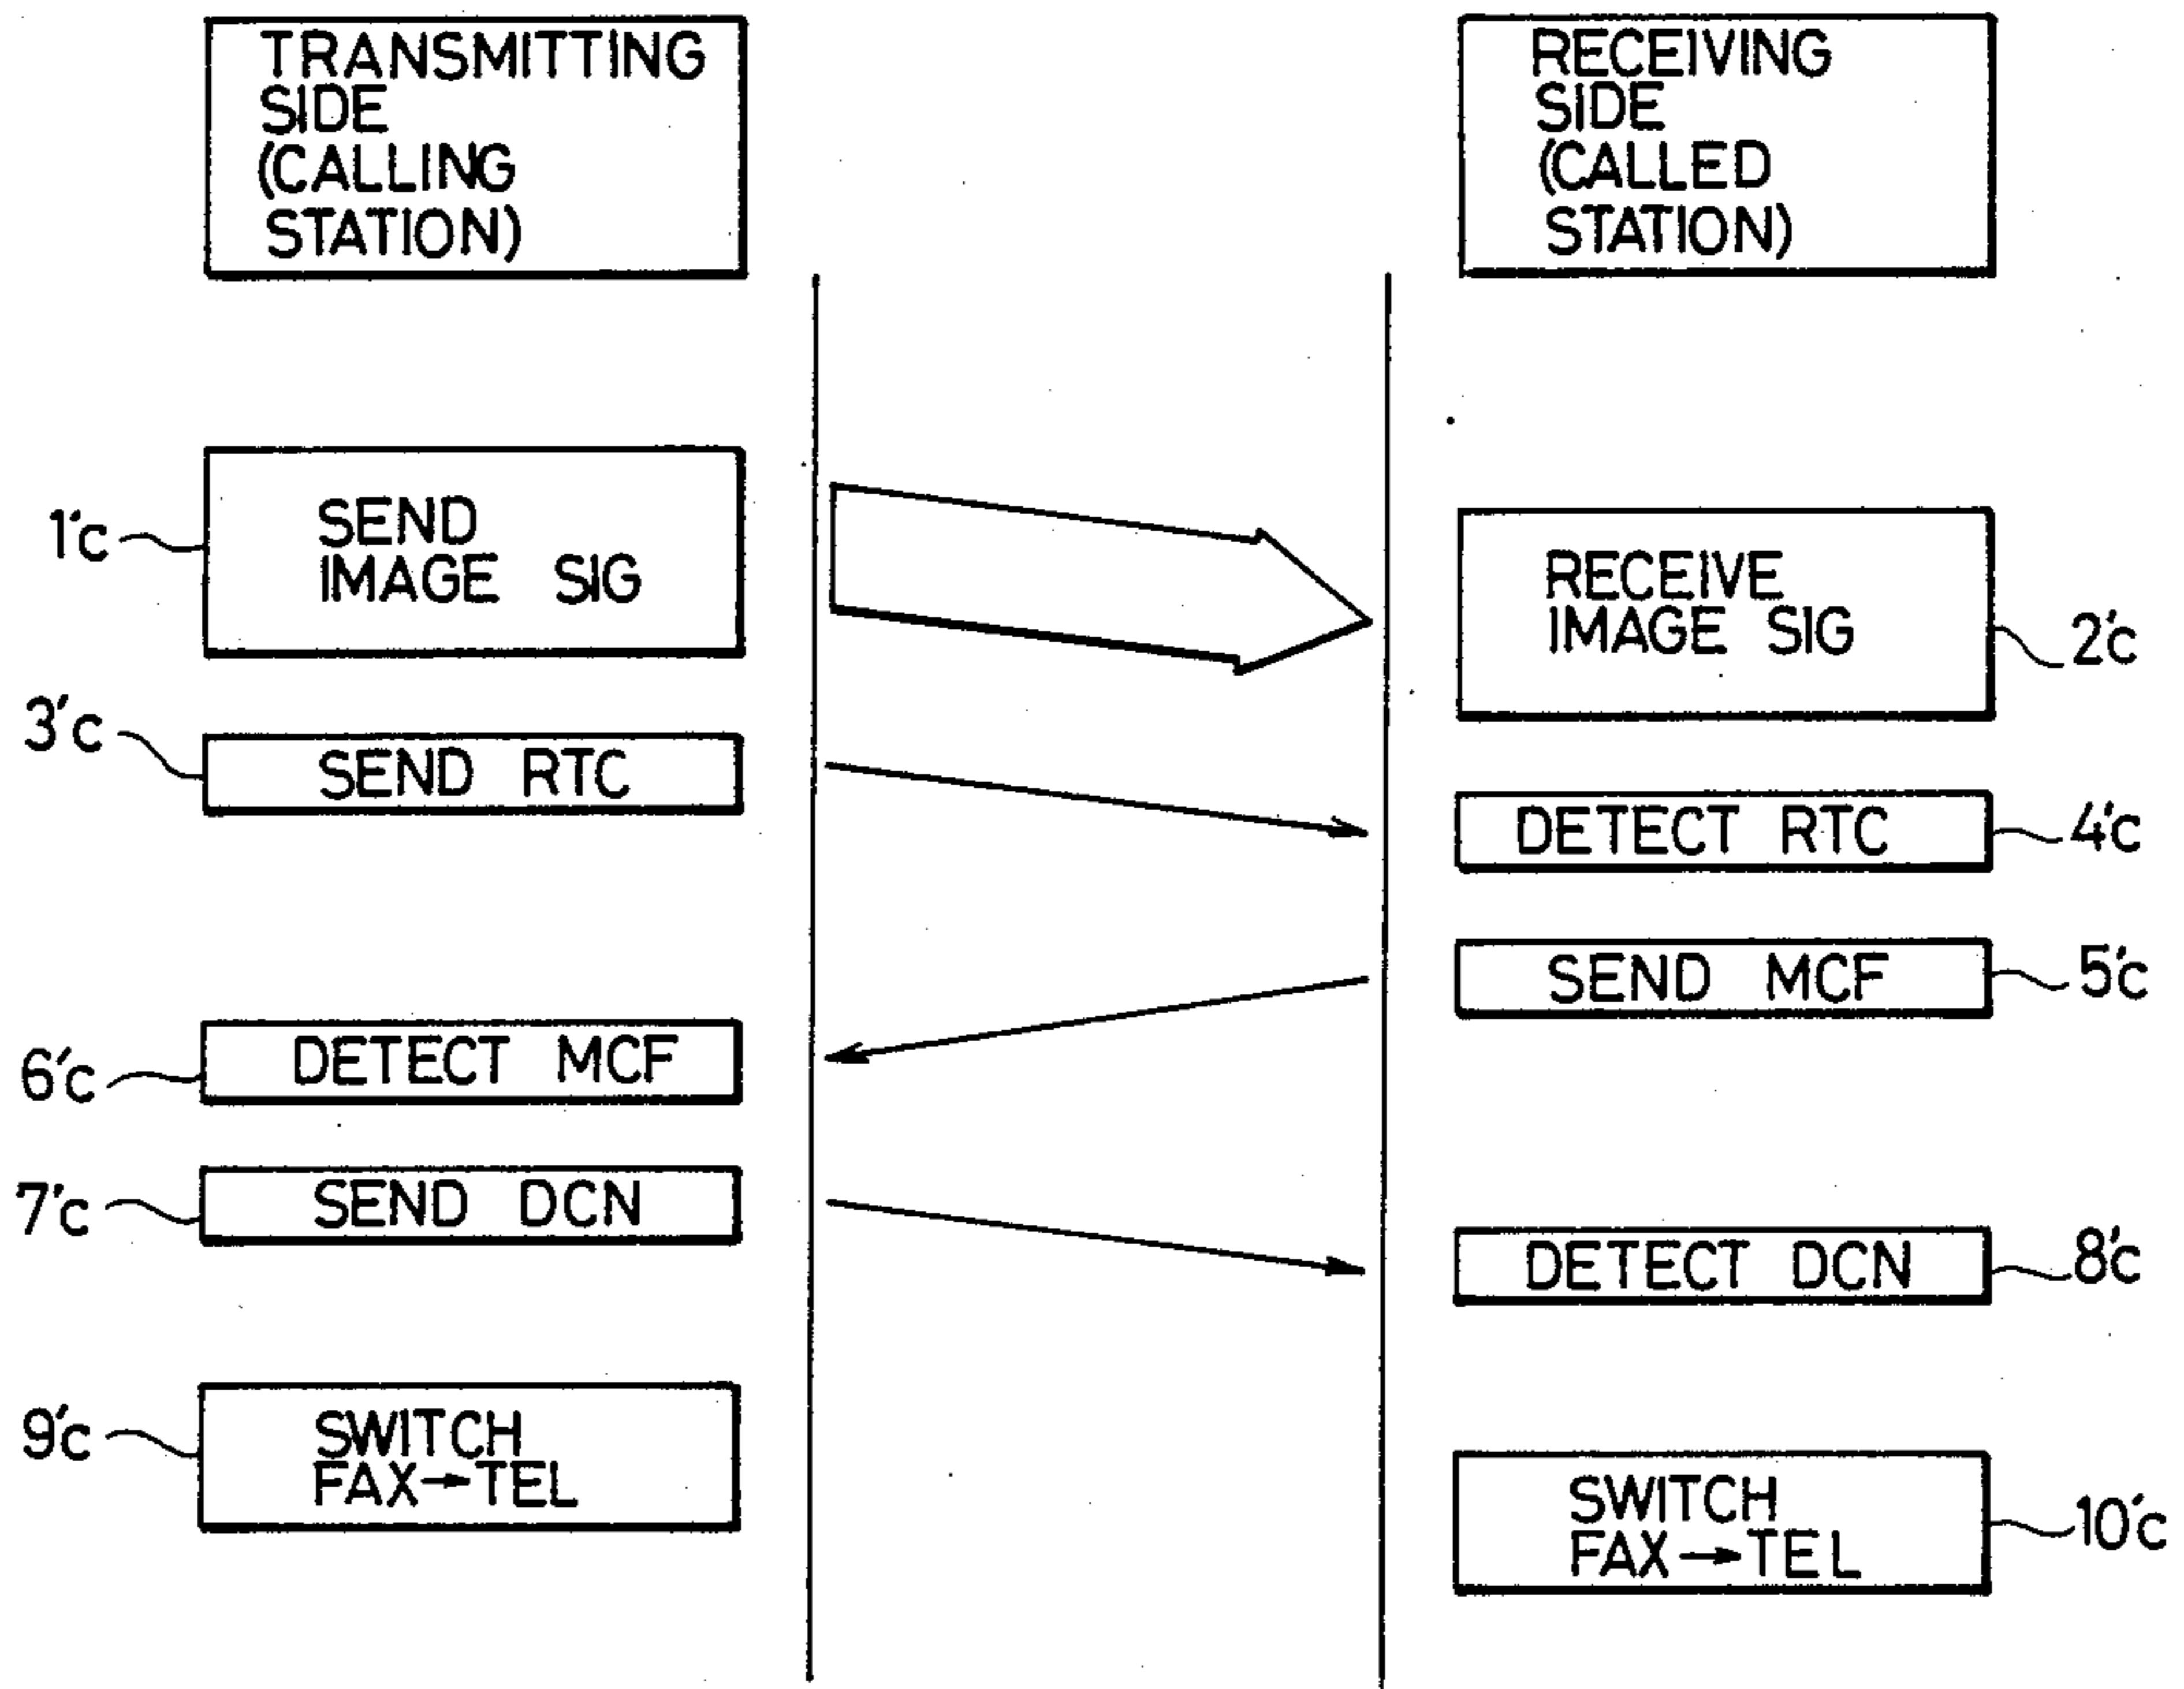 TRANSMITTING
SIDE
(CALLING
STATION)
RECEIVING
SIDE
(CALLED
STATION)
1'c
SEND
IMAGE SIG
RECEIVE
IMAGE SIG
2'c
3'c
SEND RTC
DETECT RTC
4'c
SEND MCF
5'c
6'c
DETECT MCF
7'c
SEND DCN
DETECT DCN
8'c
9'c
SWITCH
FAX→TEL
SWITCH
FAX→TEL
10'c